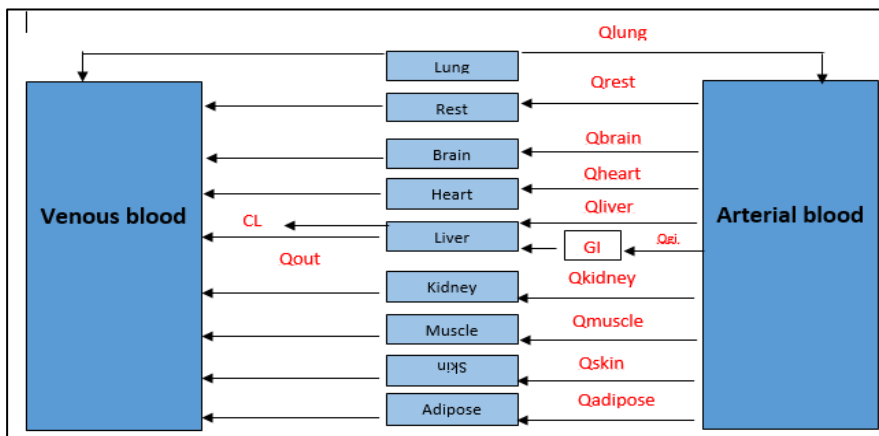 Qlung
Lung
Qrest
Rest
Qbrain
Brain
Qheart
Heart
Venous blood
Qliver
Arterial blood
CL
Liver
GI
Qgi.
Qout
Qkidney
Kidney
Qmuscle
Muscle
Qskin
Skin
Qadipose
Adipose